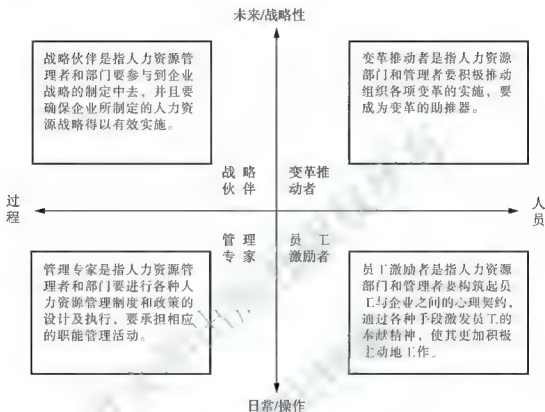 未来/战略性
战略伙伴是指人力资源管
理者和部门要参与到企业
战略的制定中去，并且要
确保企业所制定的人力资
源战略得以有效实施。
变革推动者是指人力资源
部门和管理者要积极推动
组织各项变革的实施，要
成为变革的助推器。
战略
伙伴
变革推
动者
过程
人员
管理
专家
员工
激励者
管理专家是指人力资源管
理者和部门要进行各种人
力资源管理制度和政策的
设计及执行，要承担相应
的职能管理活动。
员工激励者是指人力资源
部门和管理者要构筑起员
工与企业之间的心理契约，
通过各种手段激发员工的
奉献精神，使其更加积极
主动地工作。
日常/操作